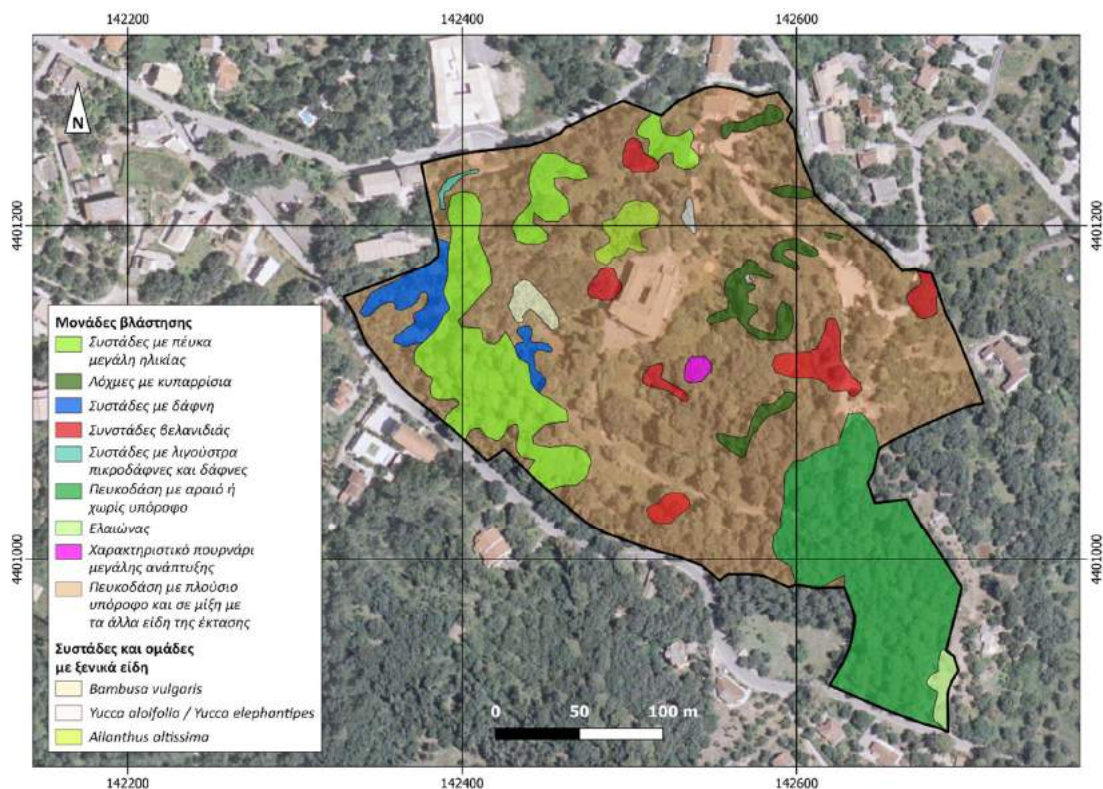 142200 142400 142600
N
4401200 4401200
Μονάδες βλάστησης
Συστάδες με πέυκα
μεγάλη ηλικίας
Λόχμες με κυπαρρίσια
Συστάδες με δάφνη
Συνστάδες βελανιδιάς
Συστάδες με λιγούστρα
πικροδάφνες και δάφνες
Πευκοδάση με αραιό ή
χωρίς υπόροφο
Ελαιώνας
Χαρακτηριστικό πουρνάρι
μεγάλης ανάπτυξης
Πευκοδάση με πλούσιο
υπόροφο και σε μίξη με
τα άλλα είδη της έκτασης
Συστάδες και ομάδες
με ξενικά είδη
Bambusa vulgaris
Yucca aloifolia / Yucca elephantipes
Ailanthus altissima
4401000 4401000
0 50 100 m
142200 142400 142600